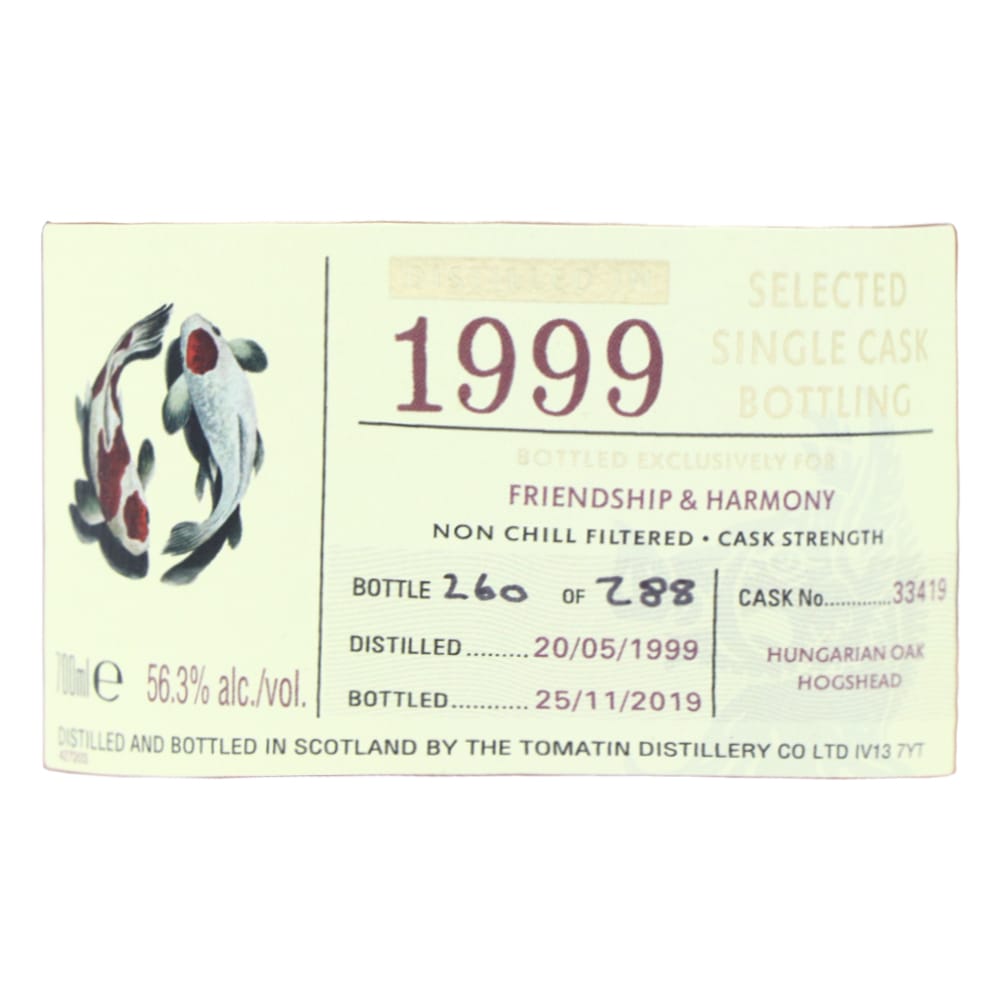 DISTILLED IN
1999
SELECTED
SINGLE CASK
BOTTLING
BOTTLED EXCLUSIVELY FOR
FRIENDSHIP & HARMONY
NON CHILL FILTERED • CASK STRENGTH
BOTTLE 260 OF 288
DISTILLED.........20/05/1999
BOTTLED...........25/11/2019
CASK No.............33419
HUNGARIAN OAK
HOGSHEAD
700ml e 56.3% alc./vol.
DISTILLED AND BOTTLED IN SCOTLAND BY THE TOMATIN DISTILLERY CO LTD IV13 7YT